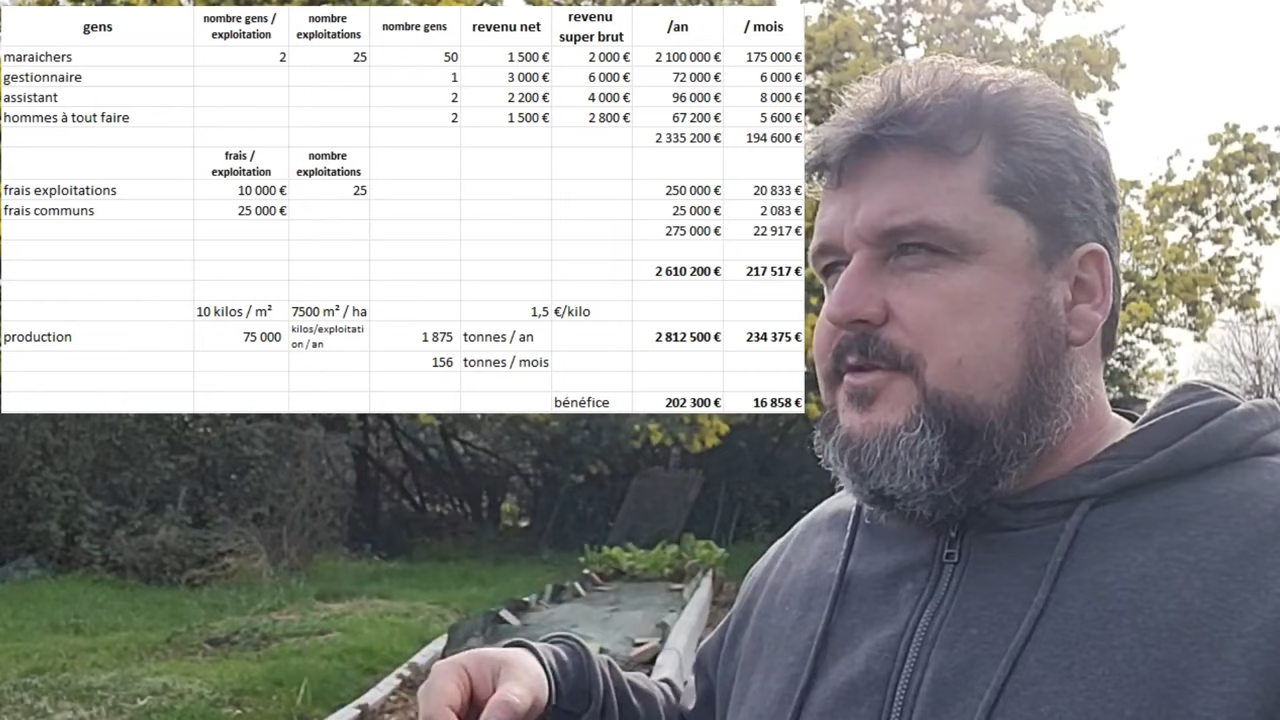 gens nombre gens / exploitation nombre exploitations nombre gens revenu net revenu super brut /an / mois
maraichers 2 25 50 1 500 € 2 000 € 2 100 000 € 175 000 €
gestionnaire 1 3 000 € 6 000 € 72 000 € 6 000 €
assistant 2 2 200 € 4 000 € 96 000 € 8 000 €
hommes à tout faire 2 1 500 € 2 800 € 67 200 € 5 600 €
2 335 200 € 194 600 €
frais / exploitation nombre exploitations
frais exploitations 10 000 € 25 250 000 € 20 833 €
frais communs 25 000 € 25 000 € 2 083 €
275 000 € 22 917 €
2 610 200 € 217 517 €
10 kilos / m² 7500 m² / ha 1,5 €/kilo
production 75 000 kilos/exploitation / an 1 875 tonnes / an 2 812 500 € 234 375 €
156 tonnes / mois
bénéfice 202 300 € 16 858 €